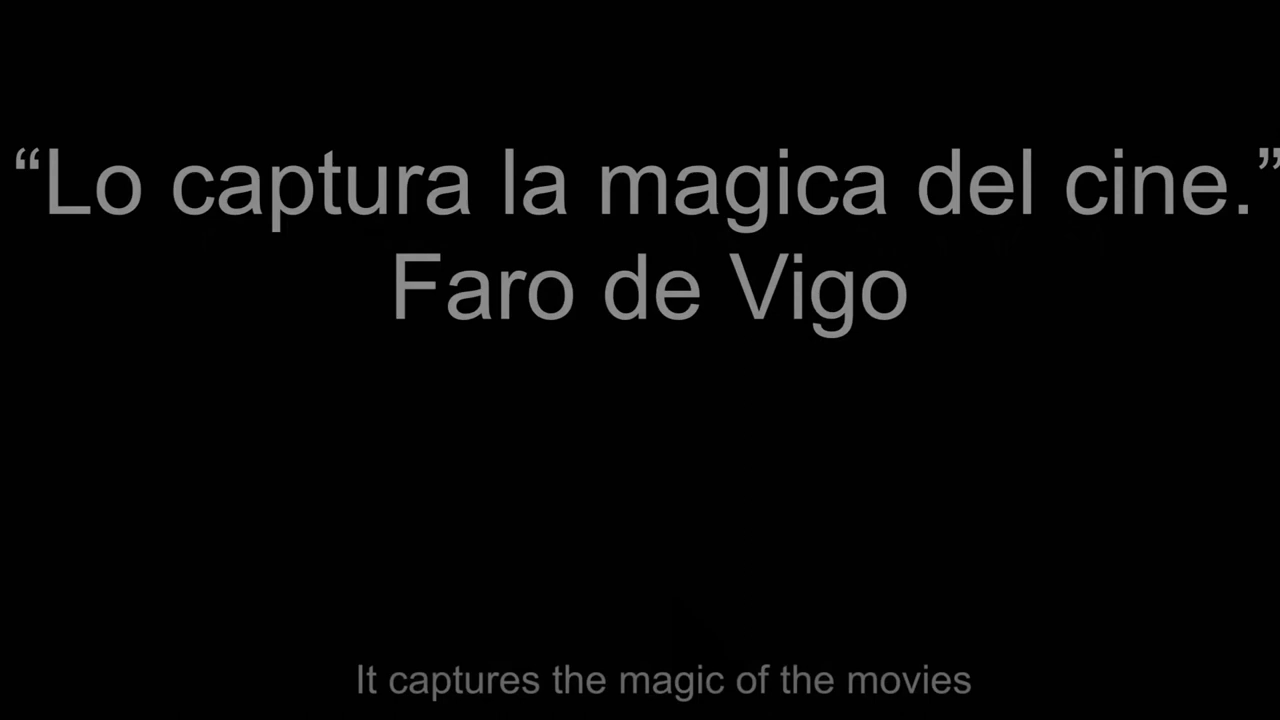 “Lo captura la magica del cine.”
Faro de Vigo
It captures the magic of the movies